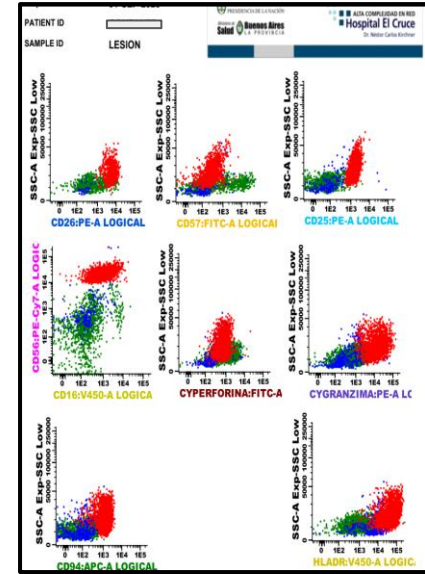 PATIENT ID
SAMPLE ID LESION
PRESIDENCIA DE LA NACIÓN
Salud Buenos Aires
LA PROVINCIA
ALTA COMPLEJIDAD EN RED
Hospital El Cruce
Dr. Néstor Carlos Kirchner
SSC-A Exp-SSC Low
50000 100000 250000
0 1E2 1E3 1E4 1E5
CD26:PE-A LOGICAL
SSC-A Exp-SSC Low
50000 100000 250000
0 1E2 1E3 1E4 1E5
CD57:FITC-A LOGICAL
SSC-A Exp-SSC Low
50000 100000 250000
0 1E2 1E3 1E4 1E5
CD25:PE-A LOGICAL
CD56:PE-Cy7-A LOGIC
0 1E2 1E3 1E4 1E5
0 1E2 1E3 1E4 1E5
CD16:V450-A LOGICA
SSC-A Exp-SSC Low
50000 100000 250000
0 1E2 1E3 1E4 1E5
CYPERFORINA:FITC-A
SSC-A Exp-SSC Low
50000 100000 250000
0 1E2 1E3 1E4 1E5
CYGRANZIMA:PE-A LO
SSC-A Exp-SSC Low
50000 100000 250000
0 1E2 1E3 1E4 1E5
CD94:APC-A LOGICAL
SSC-A Exp-SSC Low
50000 100000 250000
0 1E2 1E3 1E4 1E5
HLADR:V450-A LOGIC